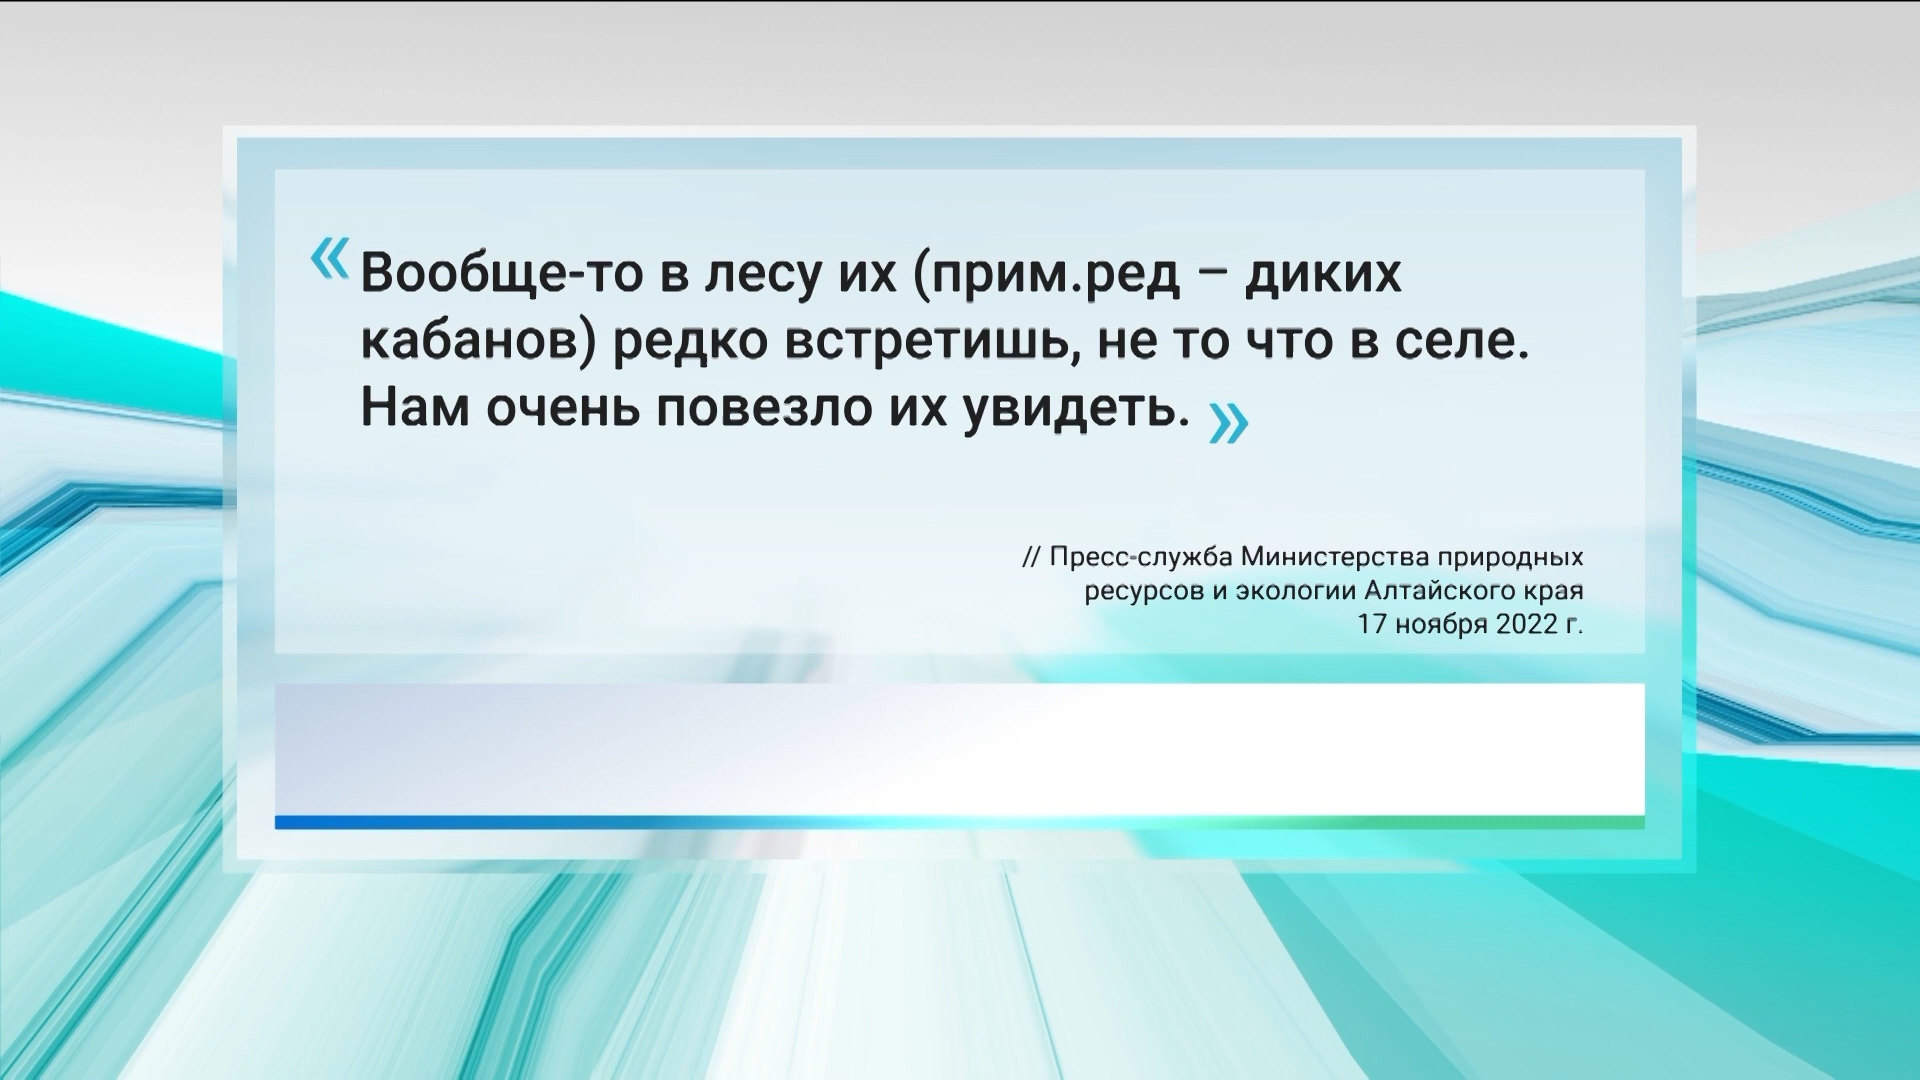 « Вообще-то в лесу их (прим.ред – диких
кабанов) редко встретишь, не то что в селе.
Нам очень повезло их увидеть. »
// Пресс-служба Министерства природных
ресурсов и экологии Алтайского края
17 ноября 2022 г.